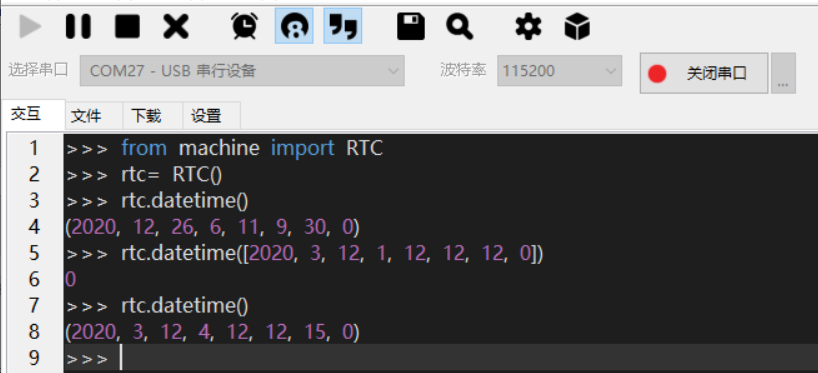 选择串口 COM27 - USB 串行设备 波特率 115200 关闭串口 ...
交互 文件 下载 设置
1 >>> from machine import RTC
2 >>> rtc= RTC()
3 >>> rtc.datetime()
4 (2020, 12, 26, 6, 11, 9, 30, 0)
5 >>> rtc.datetime([2020, 3, 12, 1, 12, 12, 12, 0])
6 0
7 >>> rtc.datetime()
8 (2020, 3, 12, 4, 12, 12, 15, 0)
9 >>>